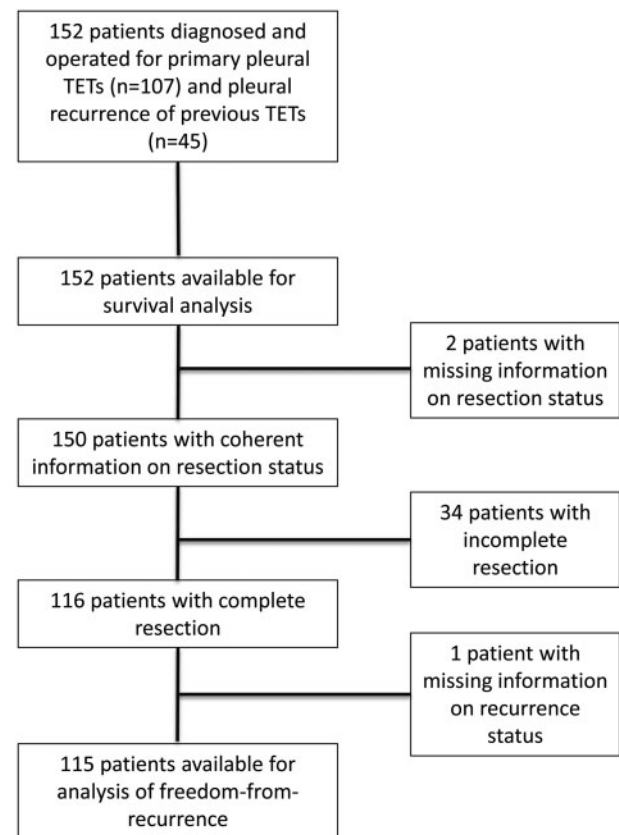 152 patients diagnosed and
operated for primary pleural
TETs (n=107) and pleural
recurrence of previous TETs
(n=45)
152 patients available for
survival analysis
2 patients with
missing information
on resection status
150 patients with coherent
information on resection status
34 patients with
incomplete
resection
116 patients with complete
resection
1 patient with
missing information
on recurrence
status
115 patients available for
analysis of freedom-from-
recurrence